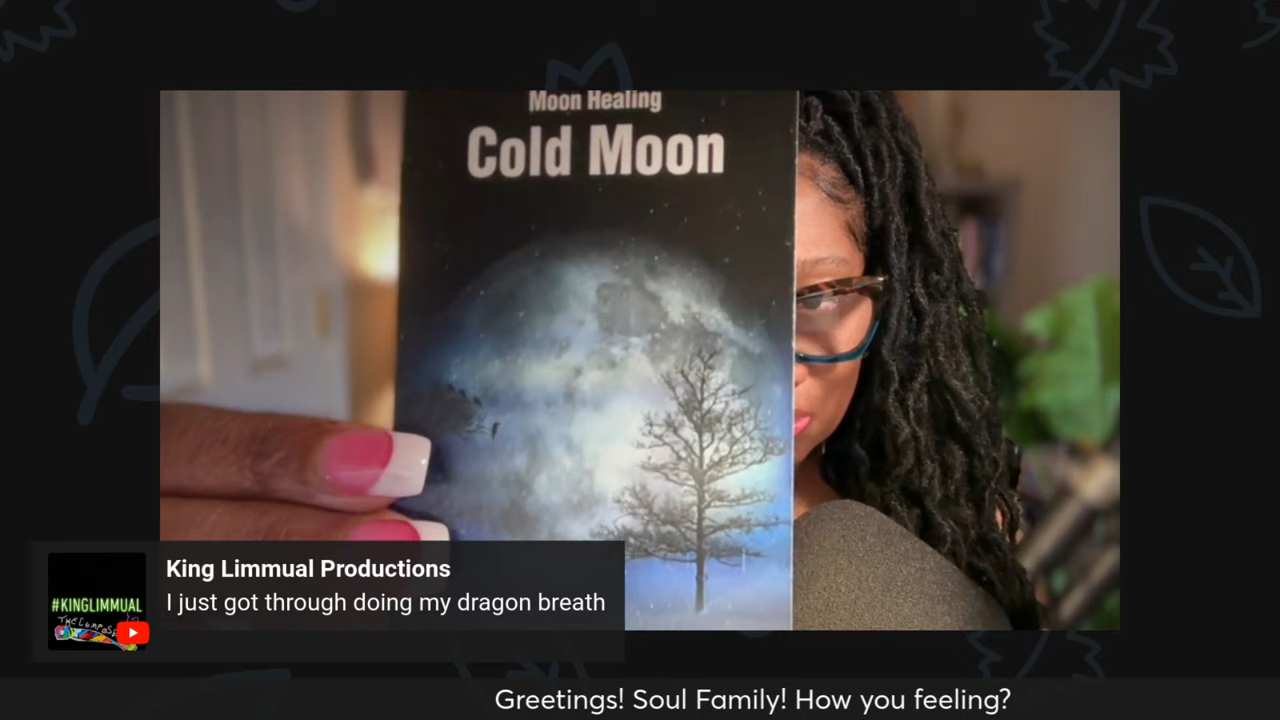 Moon Healing
Cold Moon
#KINGLIMMUAL
King Limmual Productions
I just got through doing my dragon breath
Greetings! Soul Family! How you feeling?